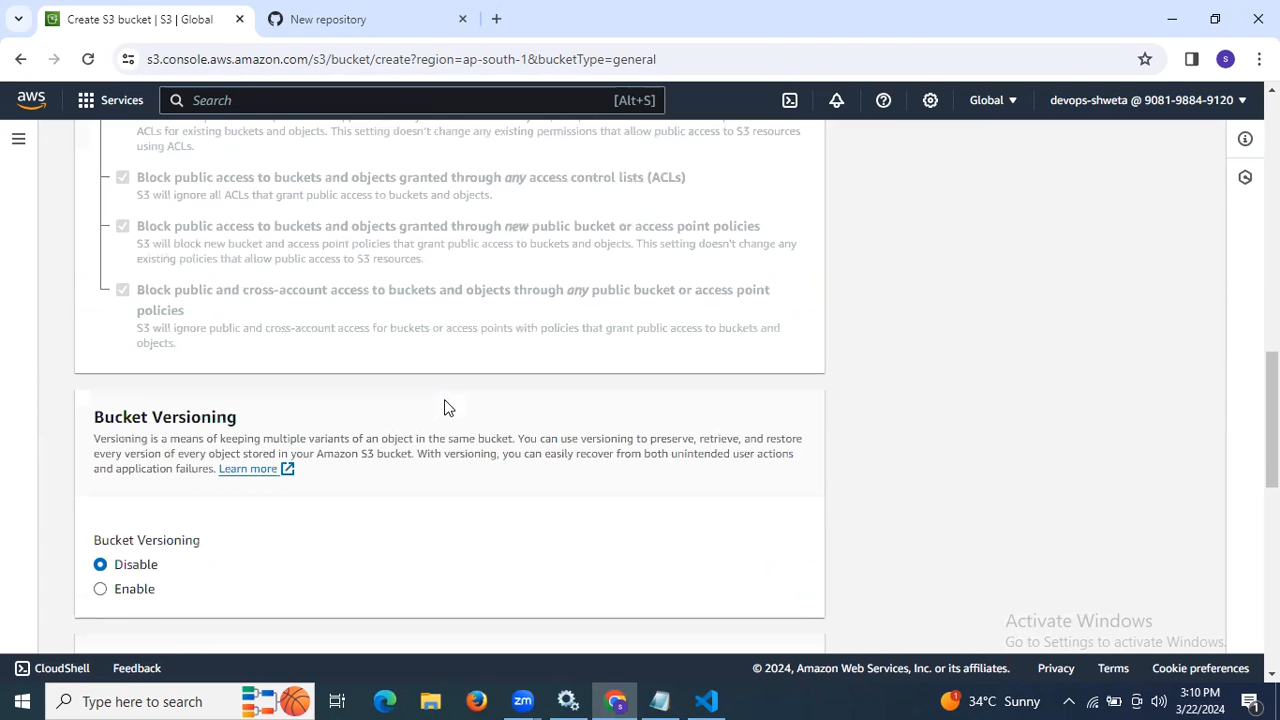 Create S3 bucket | S3 | Global
New repository
s3.console.aws.amazon.com/s3/bucket/create?region=ap-south-1&bucketType=general
s
aws
Services
Search
[Alt+S]
Global
devops-shweta @ 9081-9884-9120
ACLs for existing buckets and objects. This setting doesn't change any existing permissions that allow public access to S3 resources
using ACLs.
Block public access to buckets and objects granted through any access control lists (ACLs)
S3 will ignore all ACLs that grant public access to buckets and objects.
Block public access to buckets and objects granted through new public bucket or access point policies
S3 will block new bucket and access point policies that grant public access to buckets and objects. This setting doesn't change any
existing policies that allow public access to S3 resources.
Block public and cross-account access to buckets and objects through any public bucket or access point
policies
S3 will ignore public and cross-account access for buckets or access points with policies that grant public access to buckets and
objects.
Bucket Versioning
Versioning is a means of keeping multiple variants of an object in the same bucket. You can use versioning to preserve, retrieve, and restore
every version of every object stored in your Amazon S3 bucket. With versioning, you can easily recover from both unintended user actions
and application failures. Learn more
Bucket Versioning
Disable
Enable
Activate Windows
Go to Settings to activate Windows.
CloudShell
Feedback
© 2024, Amazon Web Services, Inc. or its affiliates.
Privacy
Terms
Cookie preferences
Type here to search
zm
s
1
34°C Sunny
3:10 PM
3/22/2024
1